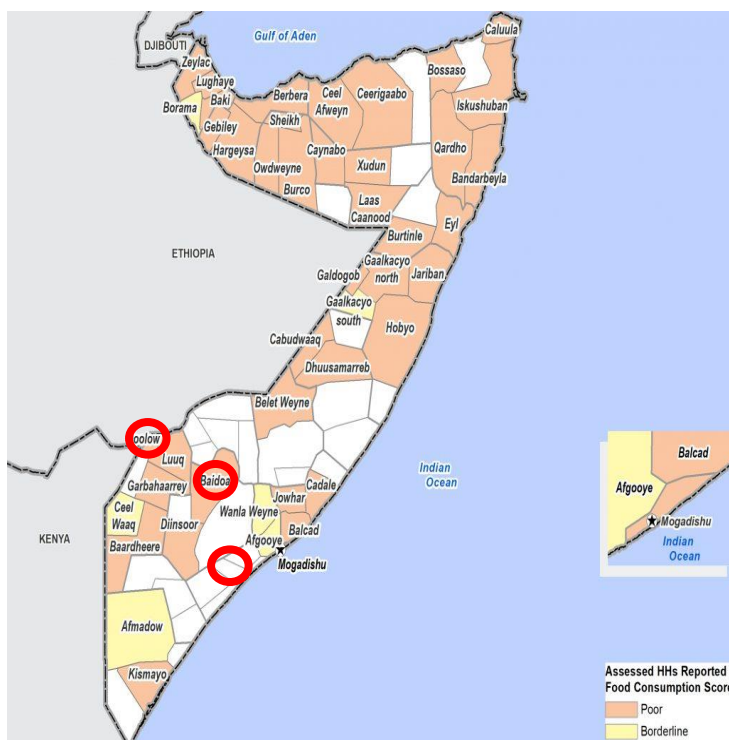 DJIBOUTI
Gulf of Aden
Caluula
Zeylac
Lughaye
Bossaso
Baki
Berbera
Ceel
Afweyn
Ceerigaabo
Borama
Iskushuban
Gebiley
Sheikh
Hargeysa
Caynabo
Qardho
Owdweyne
Xudun
Bandarbeyla
Burco
Laas
Caanood
Eyl
Burtinle
ETHIOPIA
Gaalkacyo
north
Galdogob
Jariban
Gaalkacyo
south
Hobyo
Cabudwaaq
Dhuusamarreb
Belet Weyne
oolow
Luuq
Baidoa
Garbahaarrey
Indian
Ocean
Cadale
Jowhar
Ceel
Waaq
Wanla Weyne
Diinsoor
Balcad
KENYA
Baardheere
Afgooye
Mogadishu
Afmadow
Kismayo
Balcad
Afgooye
Mogadishu
Indian
Ocean
Assessed HHs Reported
Food Consumption Score
Poor
Borderline